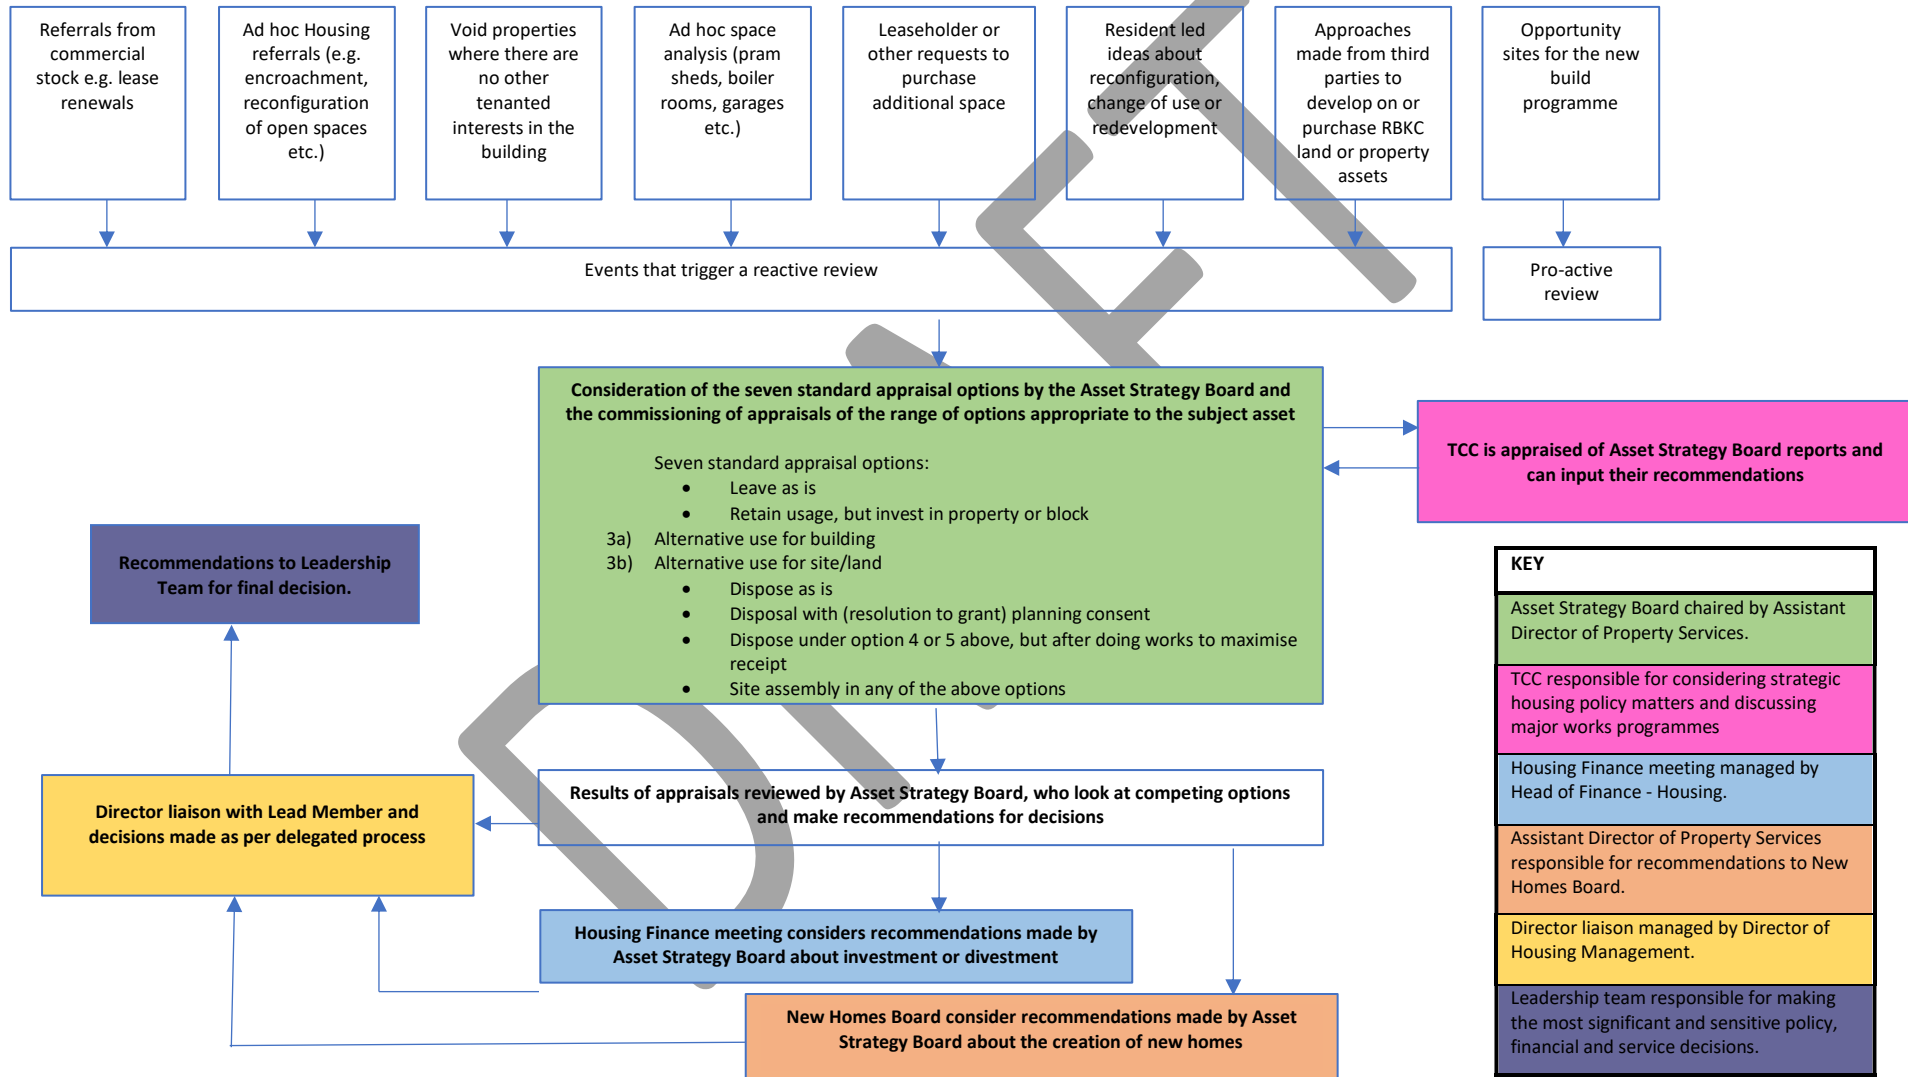 Referrals from
commercial
stock e.g. lease
renewals
Ad hoc Housing
referrals (e.g.
encroachment,
reconfiguration
of open spaces
etc.)
Void properties
where there are
no other
tenanted
interests in the
building
Ad hoc space
analysis (pram
sheds, boiler
rooms, garages
etc.)
Leaseholder or
other requests to
purchase
additional space
Resident led
ideas about
reconfiguration,
change of use or
redevelopment
Approaches
made from third
parties to
develop on or
purchase RBKC
land or property
assets
Opportunity
sites for the new
build
programme
Events that trigger a reactive review
Pro-active
review
Consideration of the seven standard appraisal options by the Asset Strategy Board and
the commissioning of appraisals of the range of options appropriate to the subject asset
Seven standard appraisal options:
• Leave as is
• Retain usage, but invest in property or block
3a) Alternative use for building
3b) Alternative use for site/land
• Dispose as is
• Disposal with (resolution to grant) planning consent
• Dispose under option 4 or 5 above, but after doing works to maximise
receipt
• Site assembly in any of the above options
TCC is appraised of Asset Strategy Board reports and
can input their recommendations
Recommendations to Leadership
Team for final decision.
Director liaison with Lead Member and
decisions made as per delegated process
Results of appraisals reviewed by Asset Strategy Board, who look at competing options
and make recommendations for decisions
Housing Finance meeting considers recommendations made by
Asset Strategy Board about investment or divestment
New Homes Board consider recommendations made by Asset
Strategy Board about the creation of new homes
KEY
Asset Strategy Board chaired by Assistant
Director of Property Services.
TCC responsible for considering strategic
housing policy matters and discussing
major works programmes
Housing Finance meeting managed by
Head of Finance - Housing.
Assistant Director of Property Services
responsible for recommendations to New
Homes Board.
Director liaison managed by Director of
Housing Management.
Leadership team responsible for making
the most significant and sensitive policy,
financial and service decisions.
DRAFT